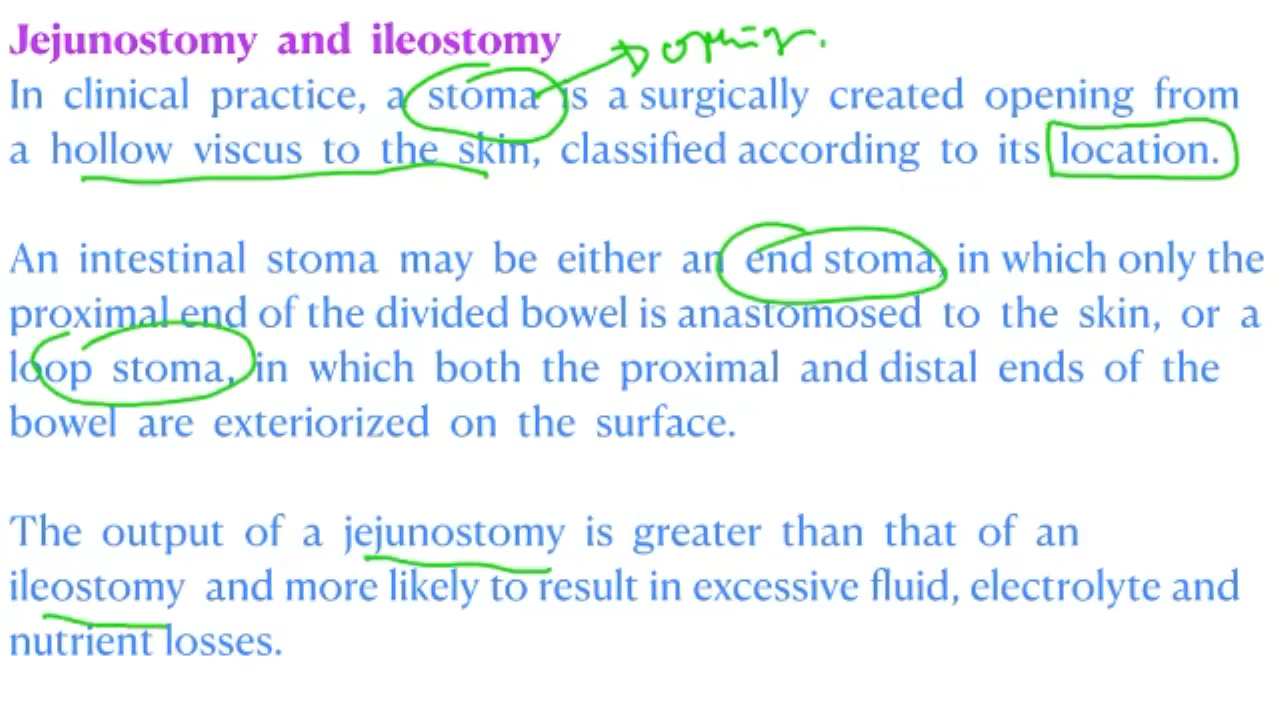 Jejunostomy and ileostomy
opening.
In clinical practice, a stoma is a surgically created opening from
a hollow viscus to the skin, classified according to its location.
An intestinal stoma may be either an end stoma, in which only the
proximal end of the divided bowel is anastomosed to the skin, or a
loop stoma, in which both the proximal and distal ends of the
bowel are exteriorized on the surface.
The output of a jejunostomy is greater than that of an
ileostomy and more likely to result in excessive fluid, electrolyte and
nutrient losses.